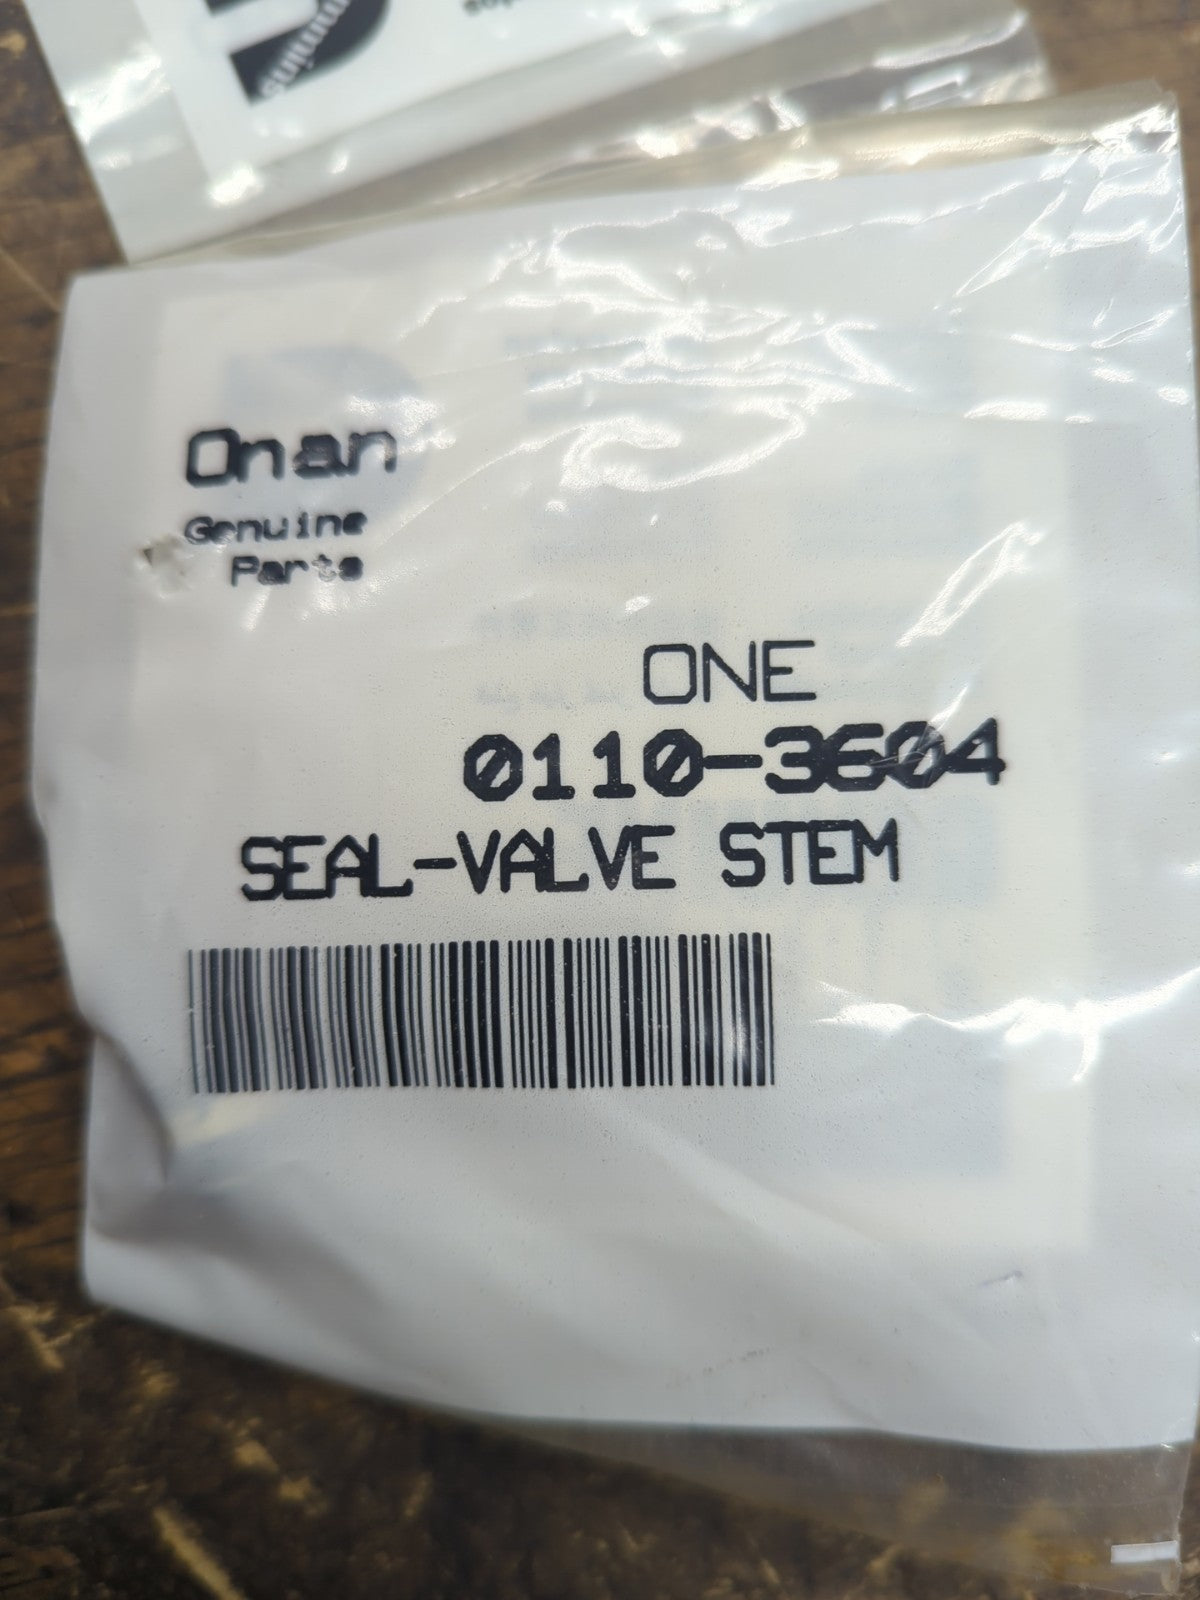 Onan
Genuine
Parts
ONE
0110-3604
SEAL-VALVE STEM